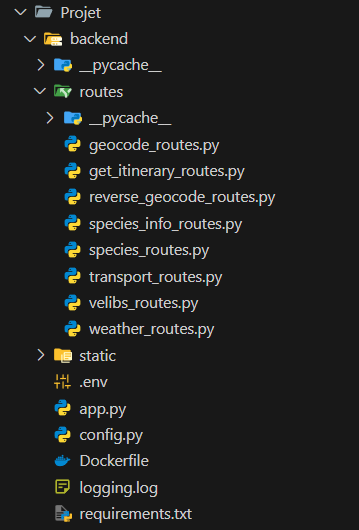 Projet
backend
__pycache__
routes
__pycache__
geocode_routes.py
get_itinerary_routes.py
reverse_geocode_routes.py
species_info_routes.py
species_routes.py
transport_routes.py
velibs_routes.py
weather_routes.py
static
.env
app.py
config.py
Dockerfile
logging.log
requirements.txt